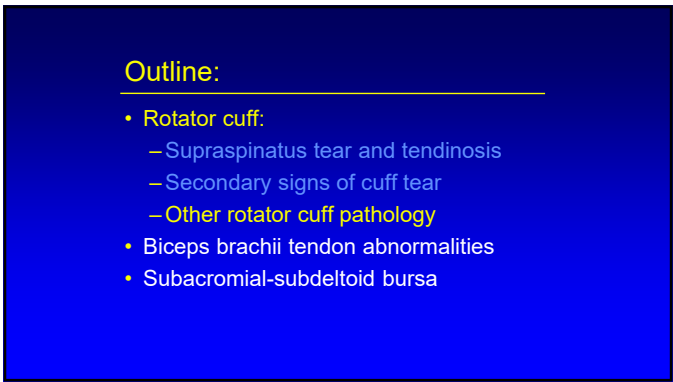 Outline:
• Rotator cuff:
–Supraspinatus tear and tendinosis
–Secondary signs of cuff tear
–Other rotator cuff pathology
• Biceps brachii tendon abnormalities
• Subacromial-subdeltoid bursa